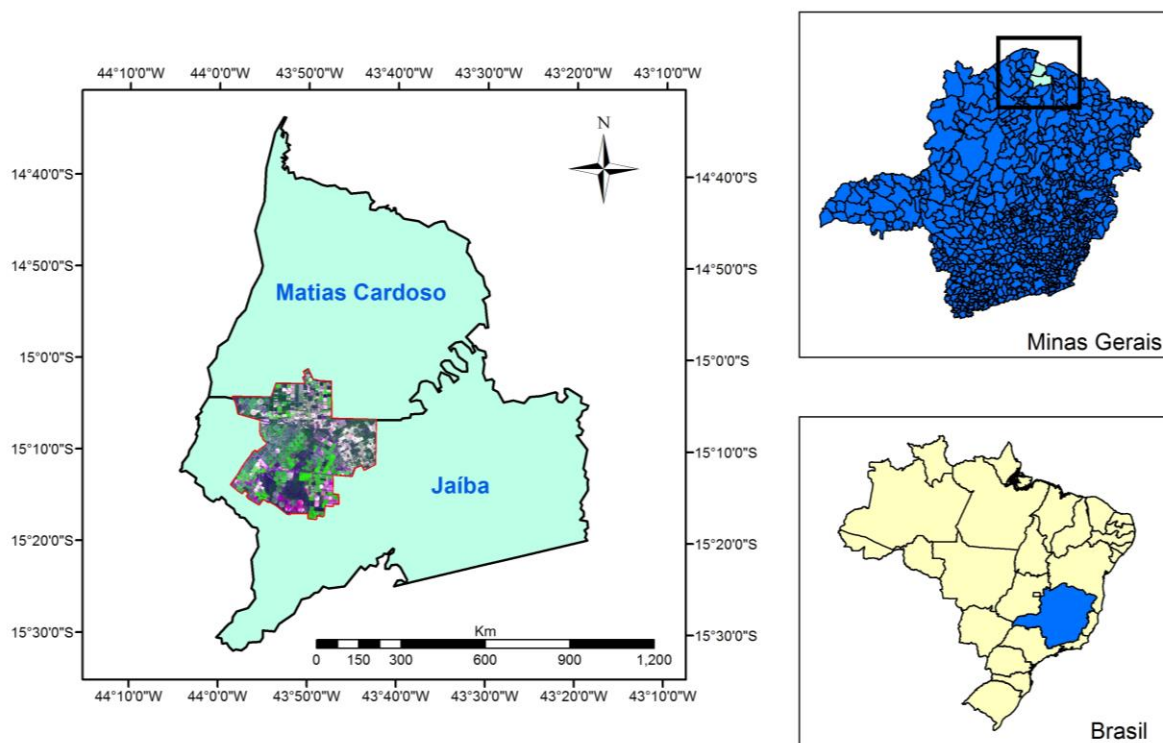 44°10'0"W 44°0'0"W 43°50'0"W 43°40'0"W 43°30'0"W 43°20'0"W 43°10'0"W
N
14°40'0"S 14°40'0"S
14°50'0"S 14°50'0"S
Matias Cardoso
15°0'0"S 15°0'0"S
15°10'0"S 15°10'0"S
Jaíba
15°20'0"S 15°20'0"S
15°30'0"S 15°30'0"S
Km
0 150 300 600 900 1,200
44°10'0"W 44°0'0"W 43°50'0"W 43°40'0"W 43°30'0"W 43°20'0"W 43°10'0"W
Minas Gerais
Brasil